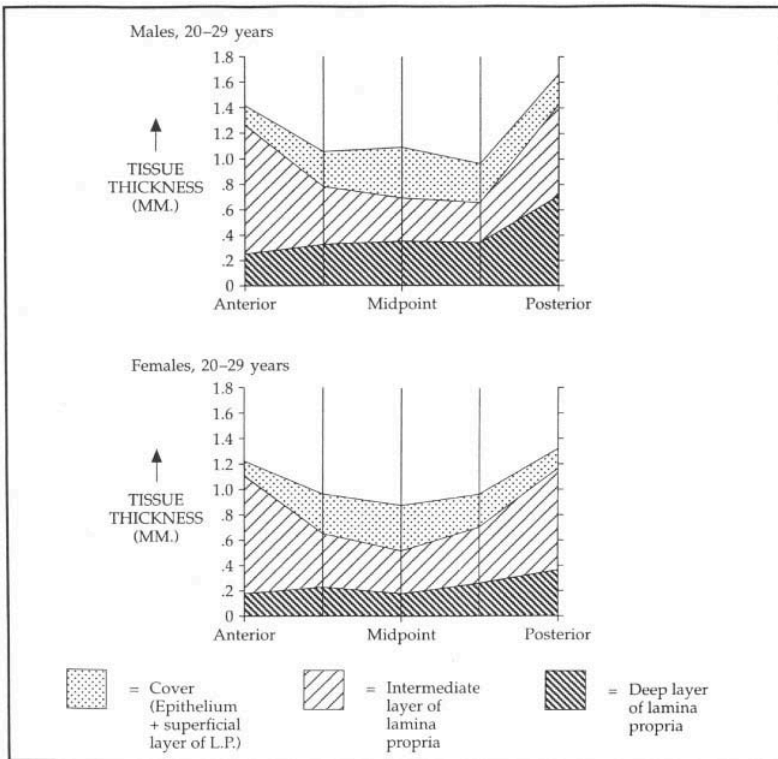 Males, 20–29 years
1.8
1.6
1.4
1.2
1.0
.8
.6
.4
.2
0
TISSUE
THICKNESS
(MM.)
Anterior
Midpoint
Posterior
Females, 20–29 years
1.8
1.6
1.4
1.2
1.0
.8
.6
.4
.2
0
TISSUE
THICKNESS
(MM.)
Anterior
Midpoint
Posterior
= Cover
(Epithelium
+ superficial
layer of L.P.)
= Intermediate
layer of
lamina
propria
= Deep layer
of lamina
propria